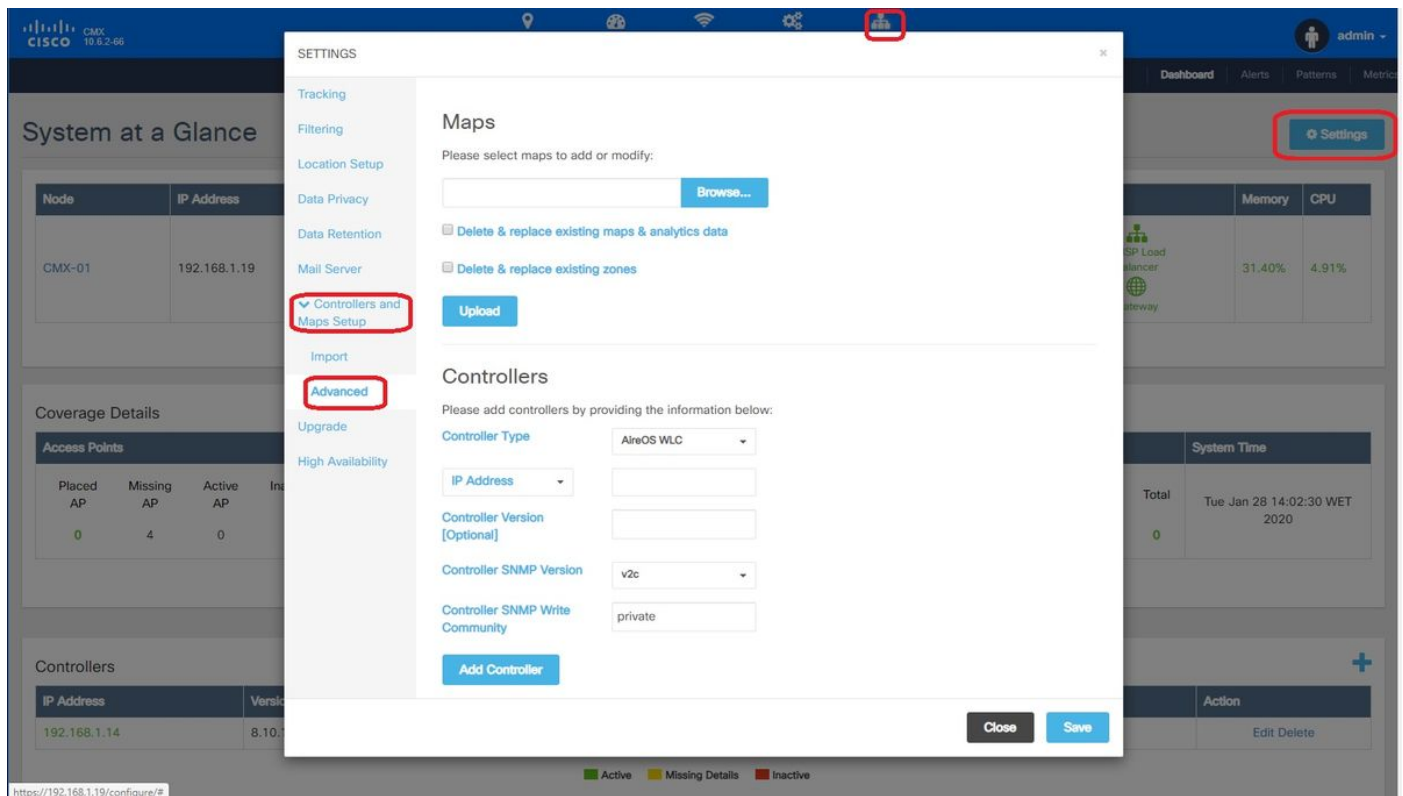 CISCO CMX
10.6.2-66
admin
Dashboard Alerts Patterns Metrics
System at a Glance
Settings
Node IP Address Memory CPU
CMX-01 192.168.1.19 31.40% 4.91%
SP Load
alancer
ateway
Coverage Details
Access Points System Time
Placed AP Missing AP Active AP Ina Total
0 4 0 0 Tue Jan 28 14:02:30 WET 2020
Controllers
IP Address Versio Action
192.168.1.14 8.10. Edit Delete
Active Missing Details Inactive
https://192.168.1.19/configure/#
SETTINGS ×
Tracking
Filtering
Location Setup
Data Privacy
Data Retention
Mail Server
Controllers and
Maps Setup
Import
Advanced
Upgrade
High Availability
Maps
Please select maps to add or modify:
Browse...
Delete & replace existing maps & analytics data
Delete & replace existing zones
Upload
Controllers
Please add controllers by providing the information below:
Controller Type AireOS WLC
IP Address
Controller Version
[Optional]
Controller SNMP Version v2c
Controller SNMP Write
Community private
Add Controller
Close Save